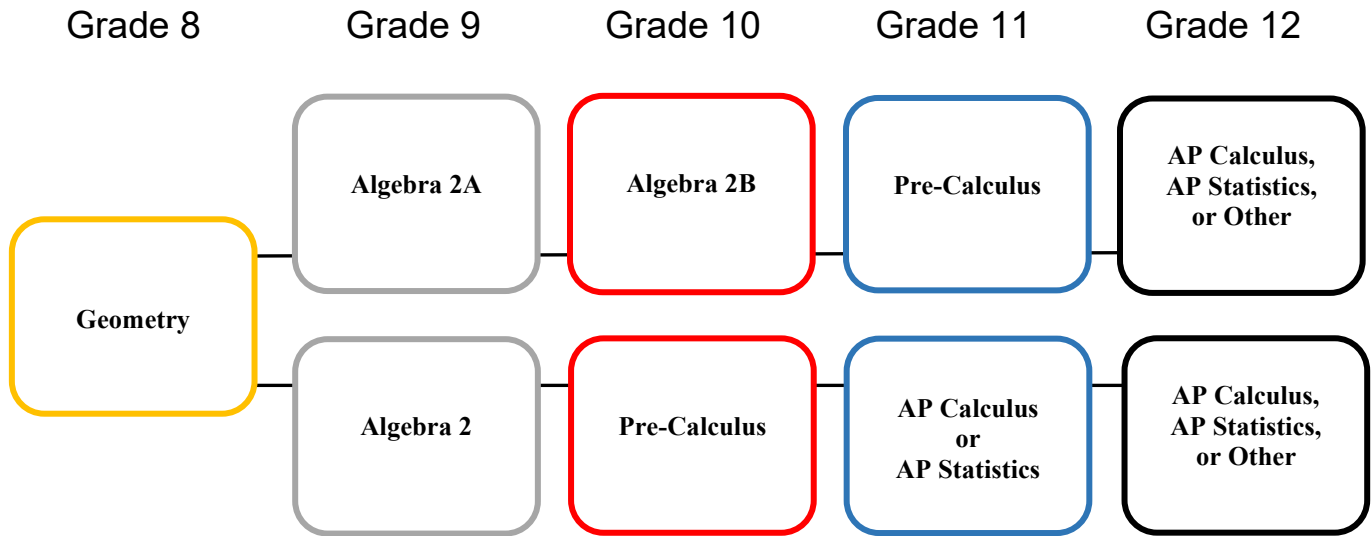 Grade 8 Grade 9 Grade 10 Grade 11 Grade 12
Algebra 2A
Algebra 2B
Pre-Calculus
AP Calculus,
AP Statistics,
or Other
Geometry
Algebra 2
Pre-Calculus
AP Calculus
or
AP Statistics
AP Calculus,
AP Statistics,
or Other